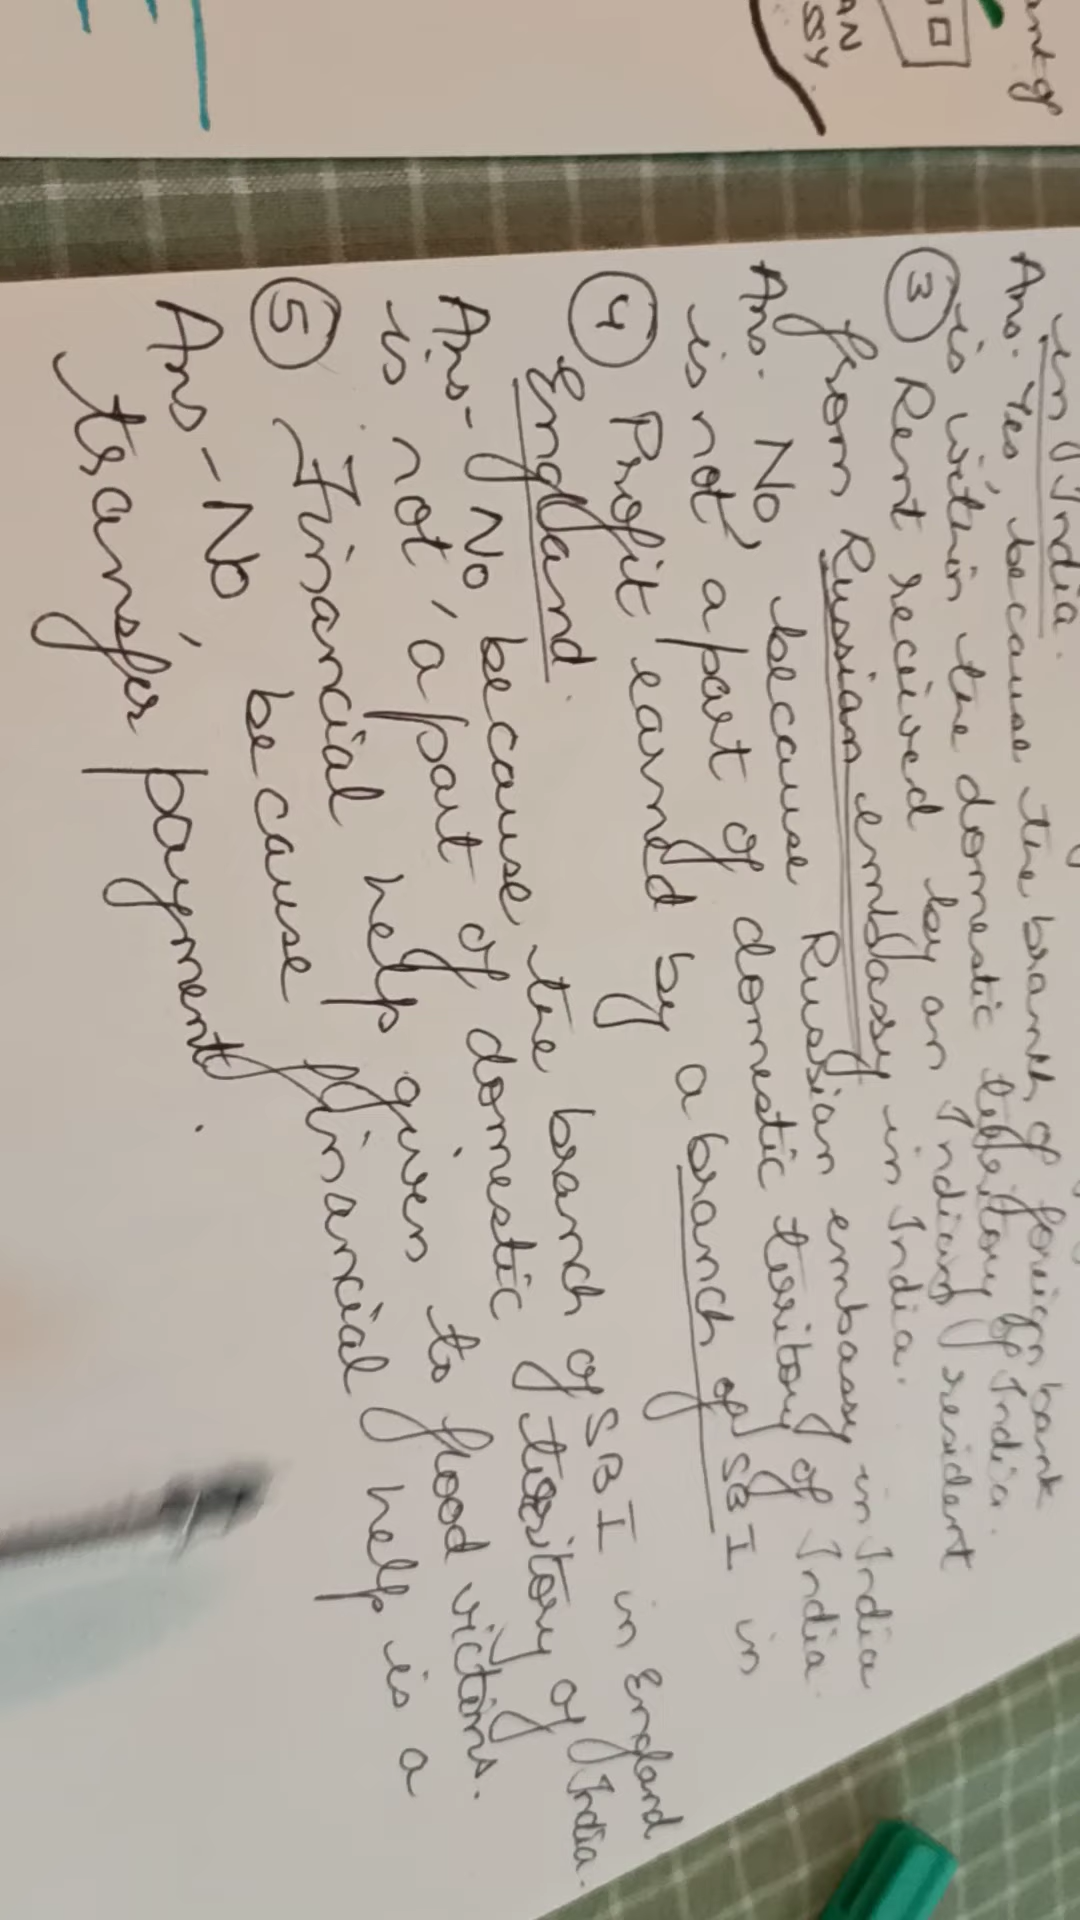 in India.
Ans. Yes, because the branch of foreign bank
is within the domestic territory of India.
③ Rent received by an Indian resident
from Russian embassy in India.
Ans. No, because Russian embassy in India
is not, a part of domestic territory of India.
④ Profit earned by a branch of SBI in
England.
Ans - No, because the branch of SBI in England
is not, a part of domestic territory of India.
⑤ Financial help given to flood victims.
Ans - No, because financial help is a
transfer payment.